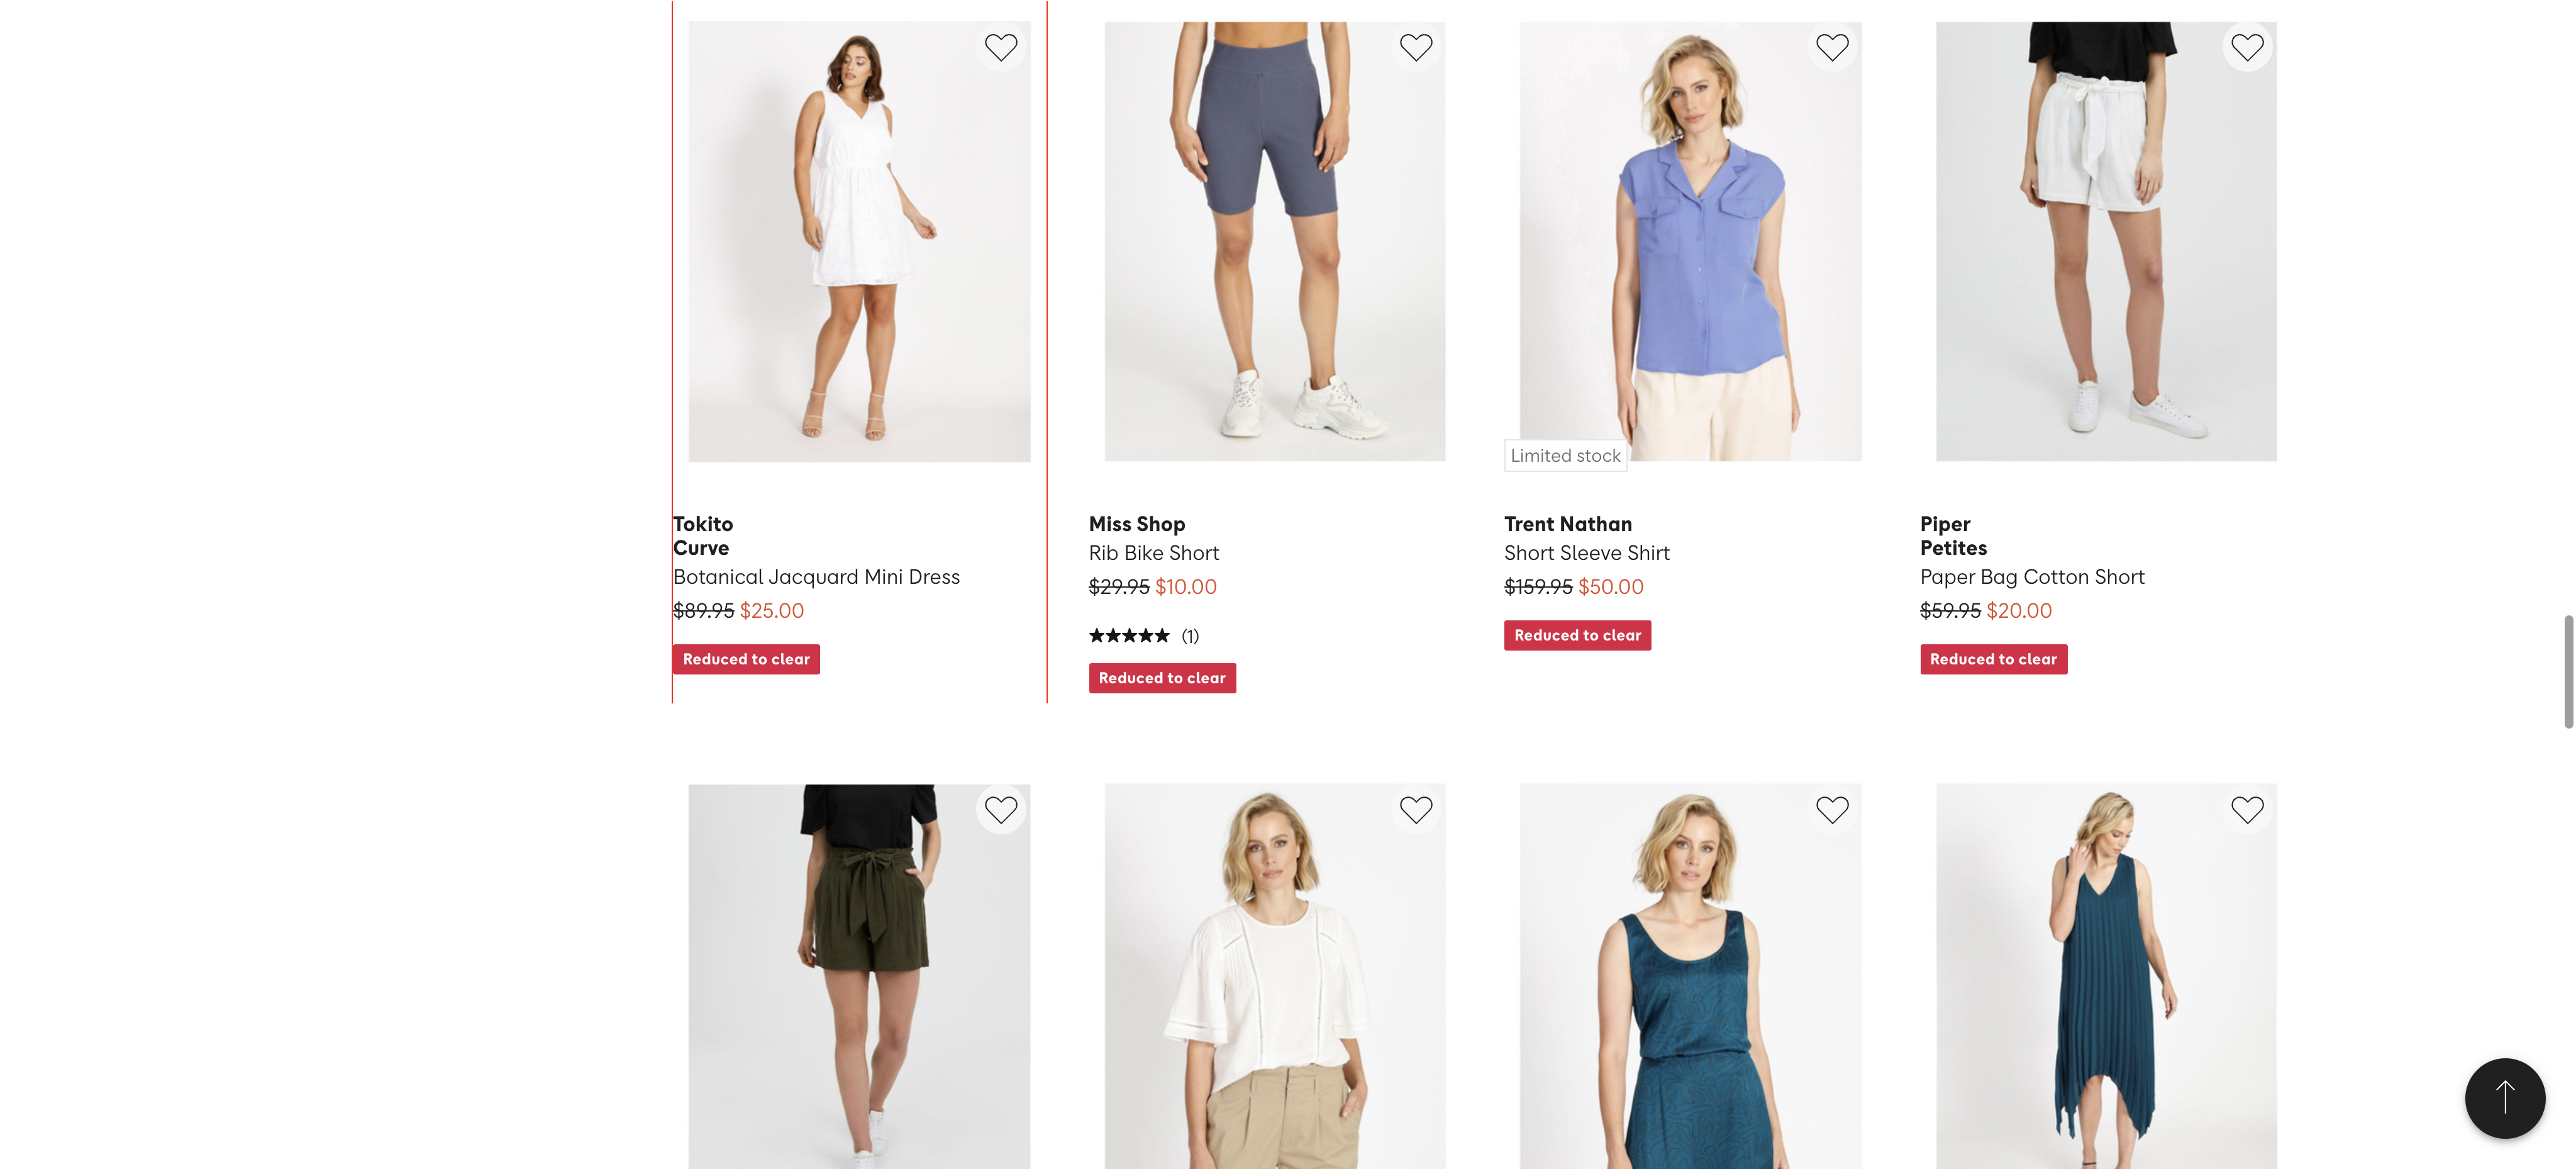 Limited stock
Tokito
Curve
Botanical Jacquard Mini Dress
$89.95 $25.00
Reduced to clear
Miss Shop
Rib Bike Short
$29.95 $10.00
★★★★★ (1)
Reduced to clear
Trent Nathan
Short Sleeve Shirt
$159.95 $50.00
Reduced to clear
Piper
Petites
Paper Bag Cotton Short
$59.95 $20.00
Reduced to clear